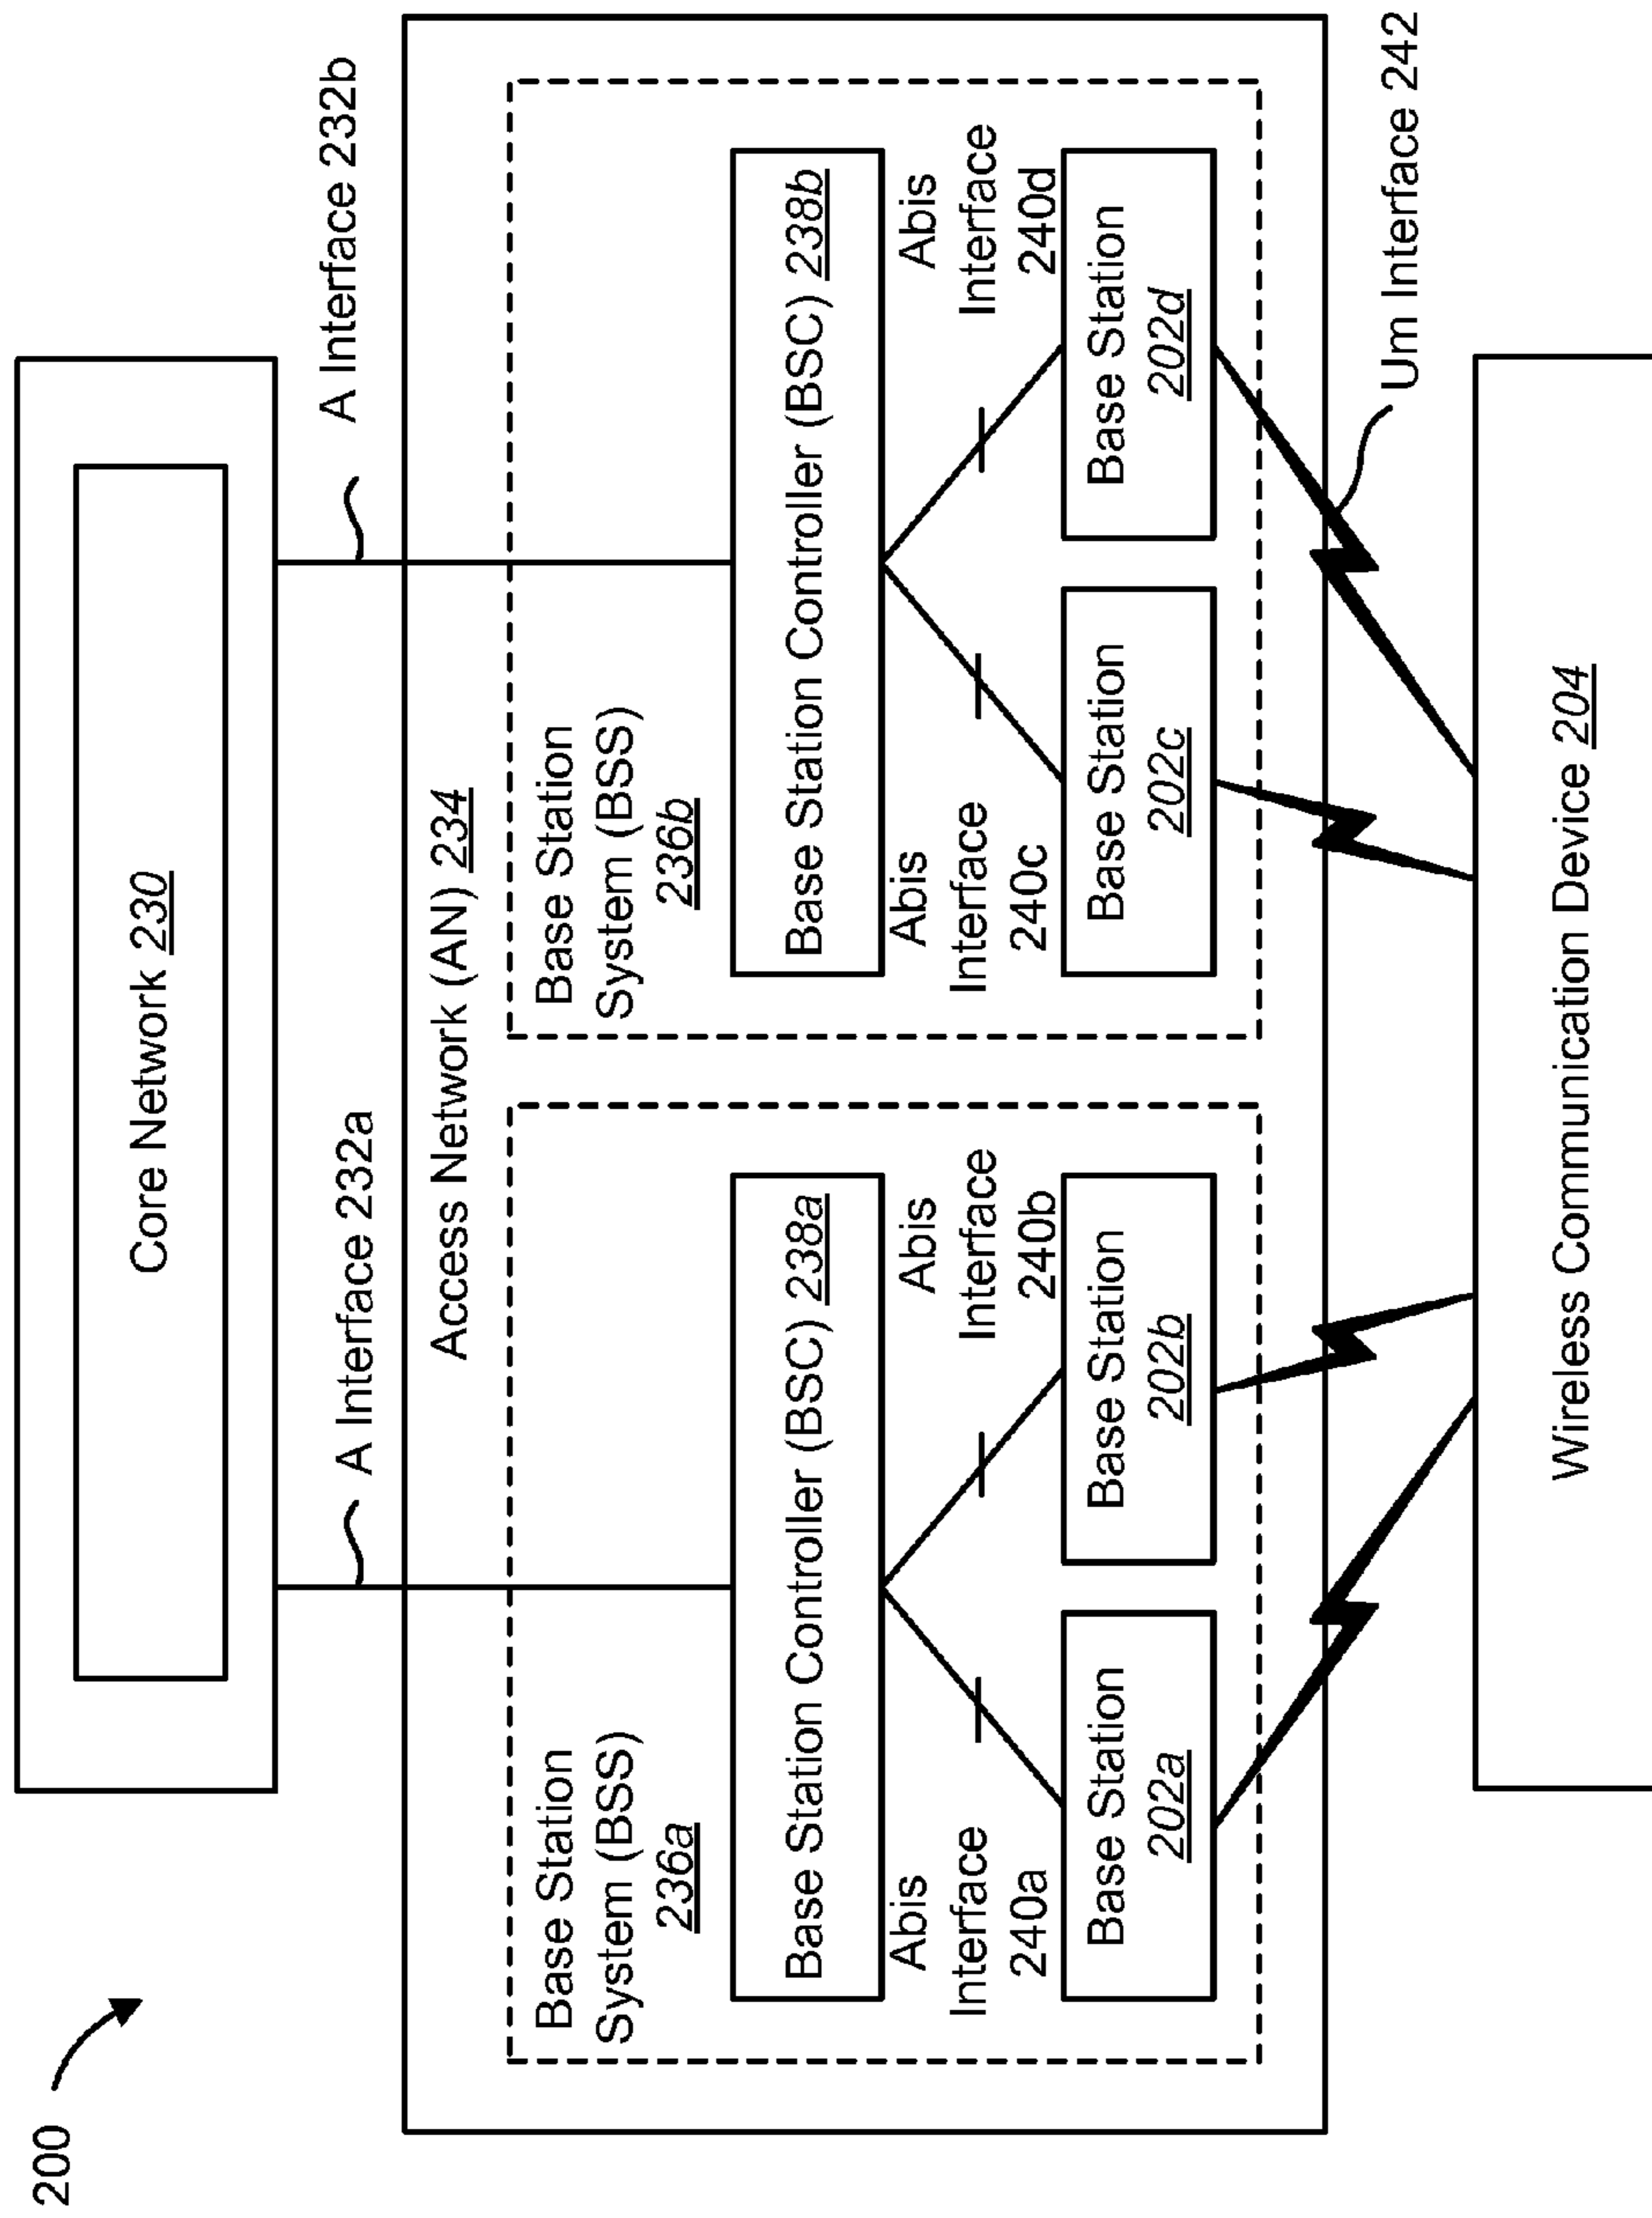 200
Core Network 230
A Interface 232a
A Interface 232b
Access Network (AN) 234
Base Station
System (BSS)
236a
Base Station Controller (BSC) 238a
Abis
Interface
240a
Abis
Interface
240b
Base Station
202a
Base Station
202b
Base Station
System (BSS)
236b
Base Station Controller (BSC) 238b
Abis
Interface
240c
Abis
Interface
240d
Base Station
202c
Base Station
202d
Um Interface 242
Wireless Communication Device 204